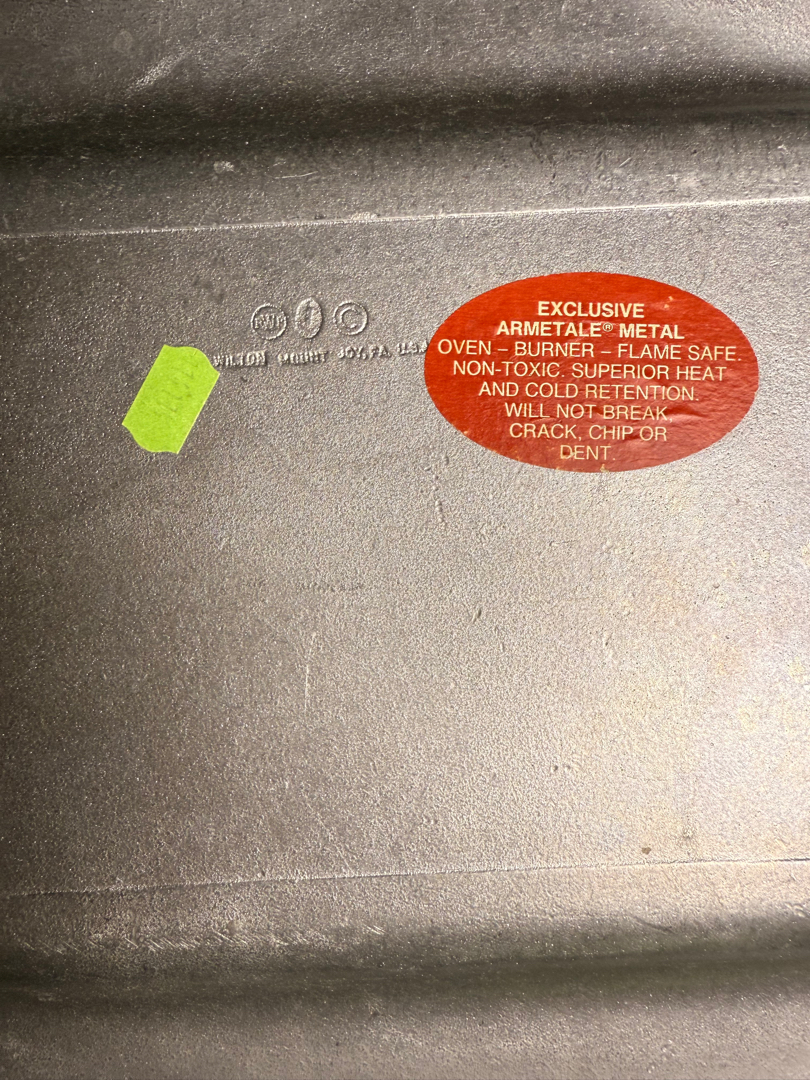 RWP ©
WILTON MOUNT JOY, PA. U.S.A
EXCLUSIVE
ARMETALE® METAL
OVEN – BURNER – FLAME SAFE.
NON-TOXIC. SUPERIOR HEAT
AND COLD RETENTION.
WILL NOT BREAK,
CRACK, CHIP OR
DENT.